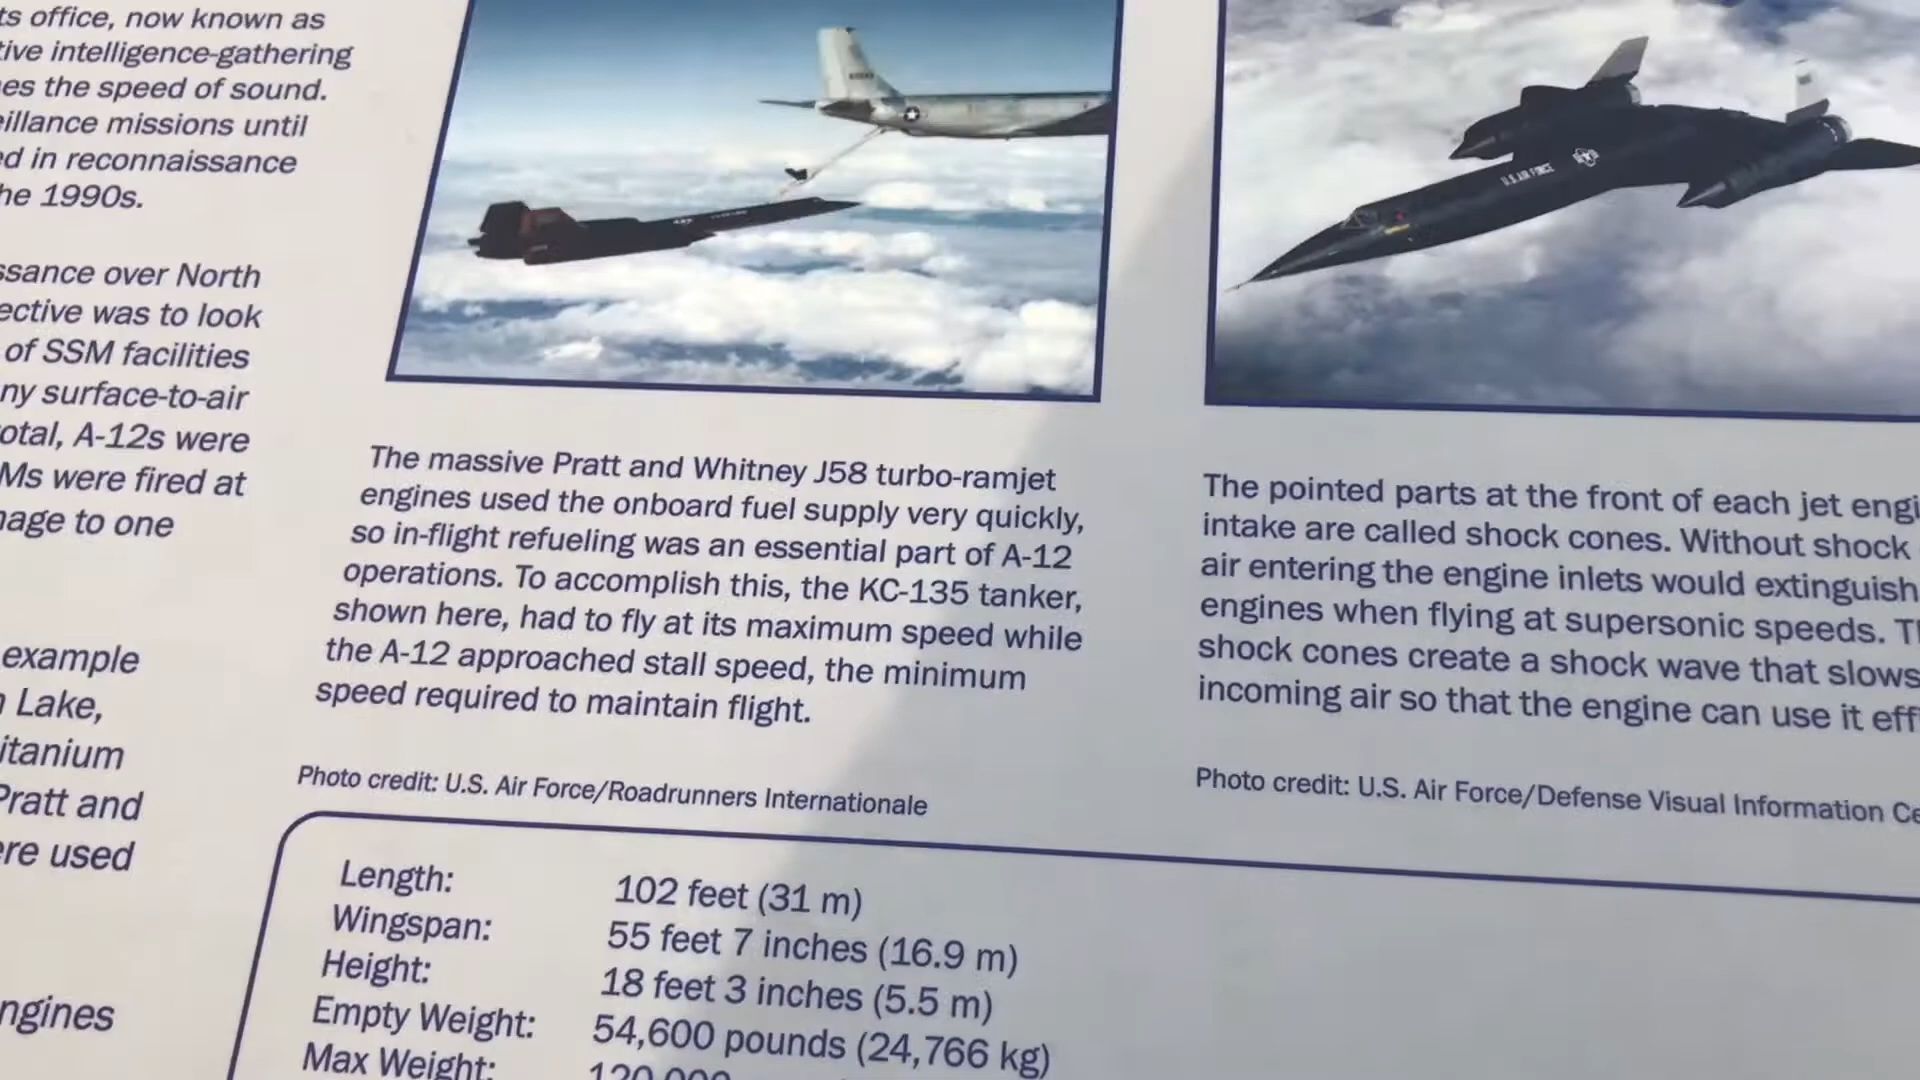 ts office, now known as
tive intelligence-gathering
es the speed of sound.
eillance missions until
ed in reconnaissance
he 1990s.
ssance over North
ective was to look
of SSM facilities
ny surface-to-air
otal, A-12s were
Ms were fired at
mage to one
example
Lake,
itanium
Pratt and
ere used
ngines
U.S. AIR FORCE
The massive Pratt and Whitney J58 turbo-ramjet
engines used the onboard fuel supply very quickly,
so in-flight refueling was an essential part of A-12
operations. To accomplish this, the KC-135 tanker,
shown here, had to fly at its maximum speed while
the A-12 approached stall speed, the minimum
speed required to maintain flight.
Photo credit: U.S. Air Force/Roadrunners Internationale
The pointed parts at the front of each jet engi
intake are called shock cones. Without shock
air entering the engine inlets would extinguish
engines when flying at supersonic speeds. Th
shock cones create a shock wave that slows
incoming air so that the engine can use it eff
Photo credit: U.S. Air Force/Defense Visual Information Ce
Length: 102 feet (31 m)
Wingspan: 55 feet 7 inches (16.9 m)
Height: 18 feet 3 inches (5.5 m)
Empty Weight: 54,600 pounds (24,766 kg)
Max Weight: 120,000